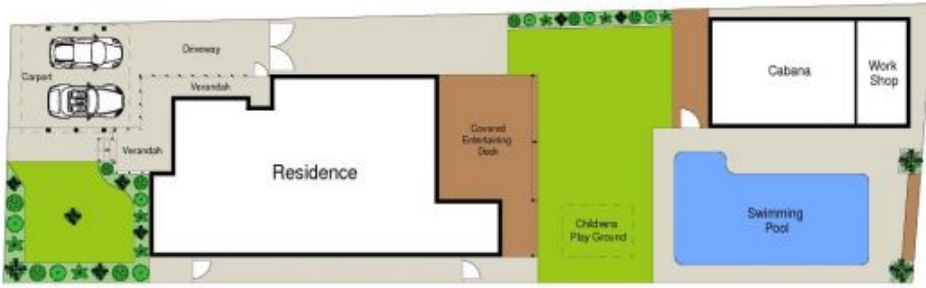 Driveway
Carport
Verandah
Verandah
Residence
Covered
Entertaining
Deck
Childrens
Play Ground
Cabana
Work
Shop
Swimming
Pool